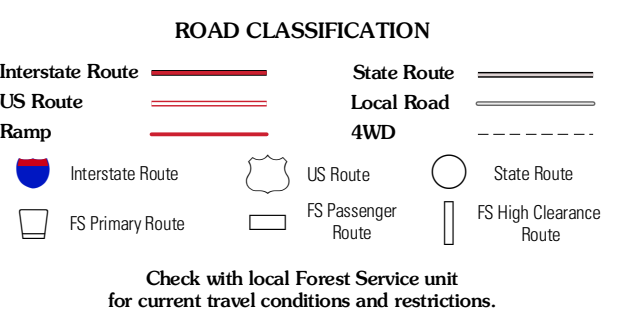 ROAD CLASSIFICATION
Interstate Route
State Route
US Route
Local Road
Ramp
4WD
Interstate Route
US Route
State Route
FS Primary Route
FS Passenger
Route
FS High Clearance
Route
Check with local Forest Service unit
for current travel conditions and restrictions.